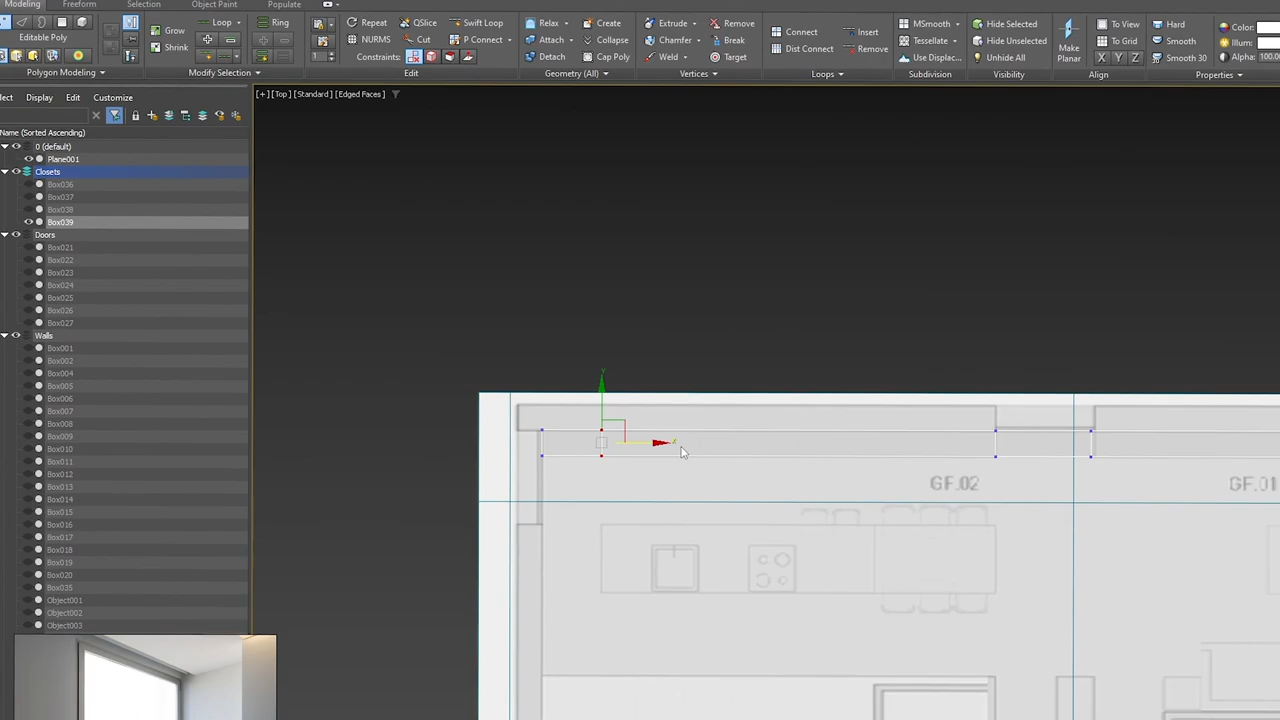 Modeling Freeform Selection Object Paint Populate
Editable Poly
Polygon Modeling
Grow
Shrink
Loop
Ring
Modify Selection
Repeat QSlice Swift Loop
NURMS Cut P Connect
Constraints:
Edit
Relax Create
Attach Collapse
Detach Cap Poly
Geometry (All)
Extrude Remove
Chamfer Break
Weld Target
Vertices
Connect Insert
Dist Connect Remove
Loops
MSmooth
Tessellate
Use Displac...
Subdivision
Hide Selected
Hide Unselected
Unhide All
Visibility
Make
Planar
To View
To Grid
X Y Z
Align
Hard
Smooth
Smooth 30
Color:
Illum:
Alpha: 100.00
Properties
lect Display Edit Customize
Name (Sorted Ascending)
0 (default)
Plane001
Closets
Box036
Box037
Box038
Box039
Doors
Box021
Box022
Box023
Box024
Box025
Box026
Box027
Walls
Box001
Box002
Box004
Box005
Box006
Box007
Box008
Box009
Box010
Box011
Box012
Box013
Box014
Box015
Box016
Box017
Box018
Box019
Box020
Box035
Object001
Object002
Object003
[+] [Top] [Standard] [Edged Faces]
Y
X
GF.02
GF.01